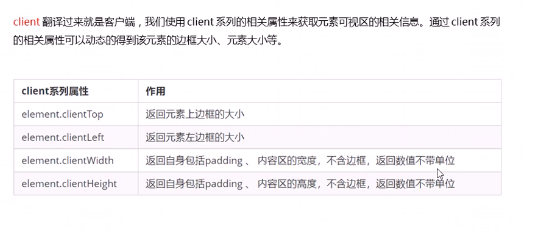 client 翻译过来就是客户端，我们使用 client 系列的相关属性来获取元素可视区的相关信息。通过 client 系列
的相关属性可以动态的得到该元素的边框大小、元素大小等。
client系列属性 作用
element.clientTop 返回元素上边框的大小
element.clientLeft 返回元素左边框的大小
element.clientWidth 返回自身包括padding 、 内容区的宽度，不含边框，返回数值不带单位
element.clientHeight 返回自身包括padding 、 内容区的高度，不含边框，返回数值不带单位